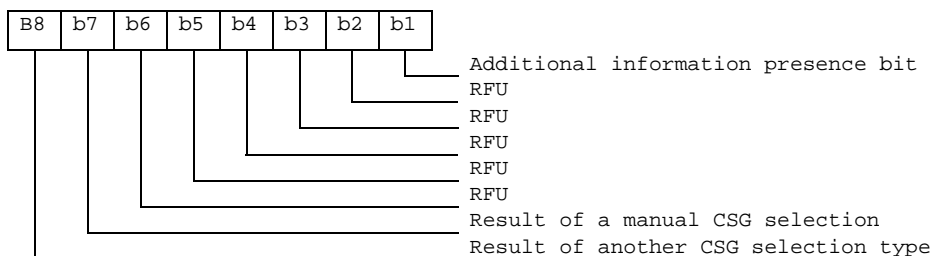 B8 b7 b6 b5 b4 b3 b2 b1
Additional information presence bit
RFU
RFU
RFU
RFU
RFU
Result of a manual CSG selection
Result of another CSG selection type